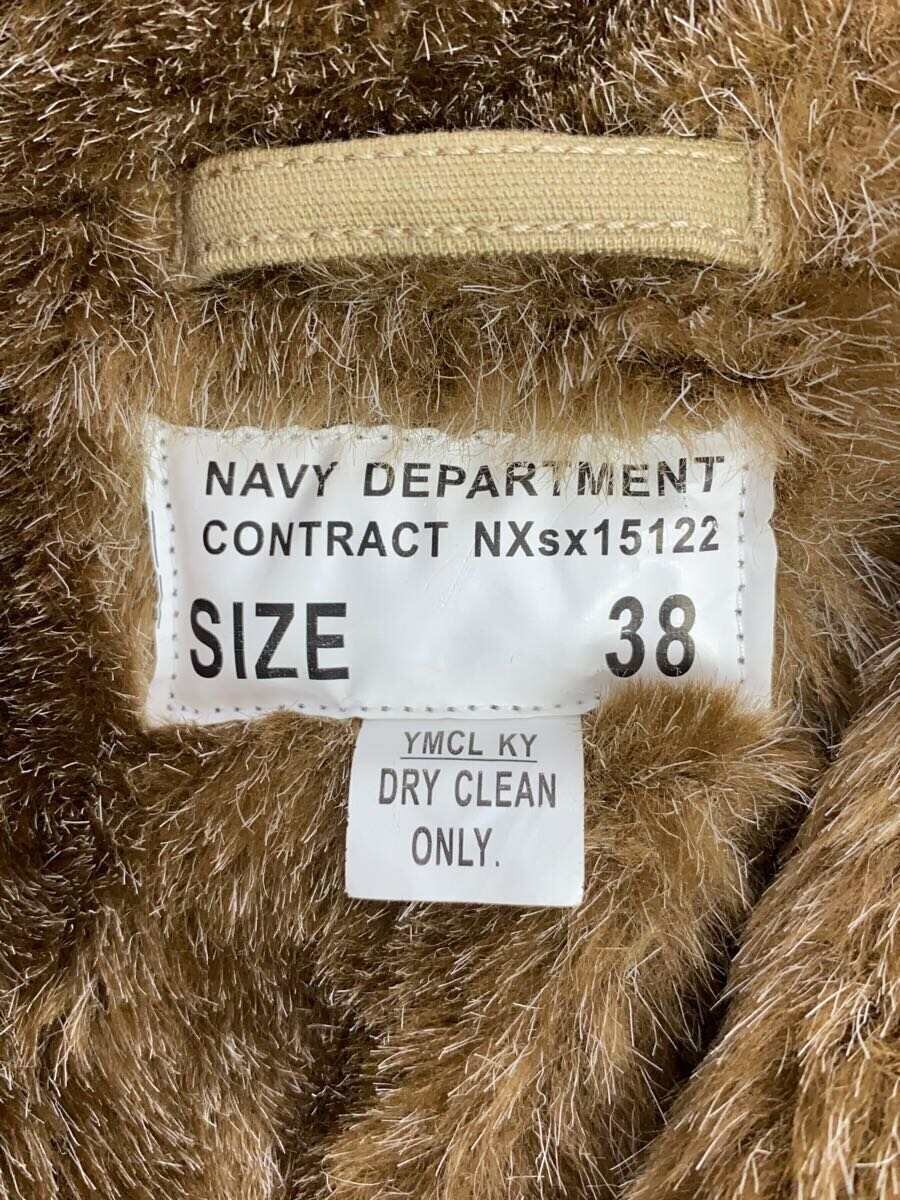 NAVY DEPARTMENT
CONTRACT NXsx15122
SIZE 38
YMCL KY
DRY CLEAN
ONLY.